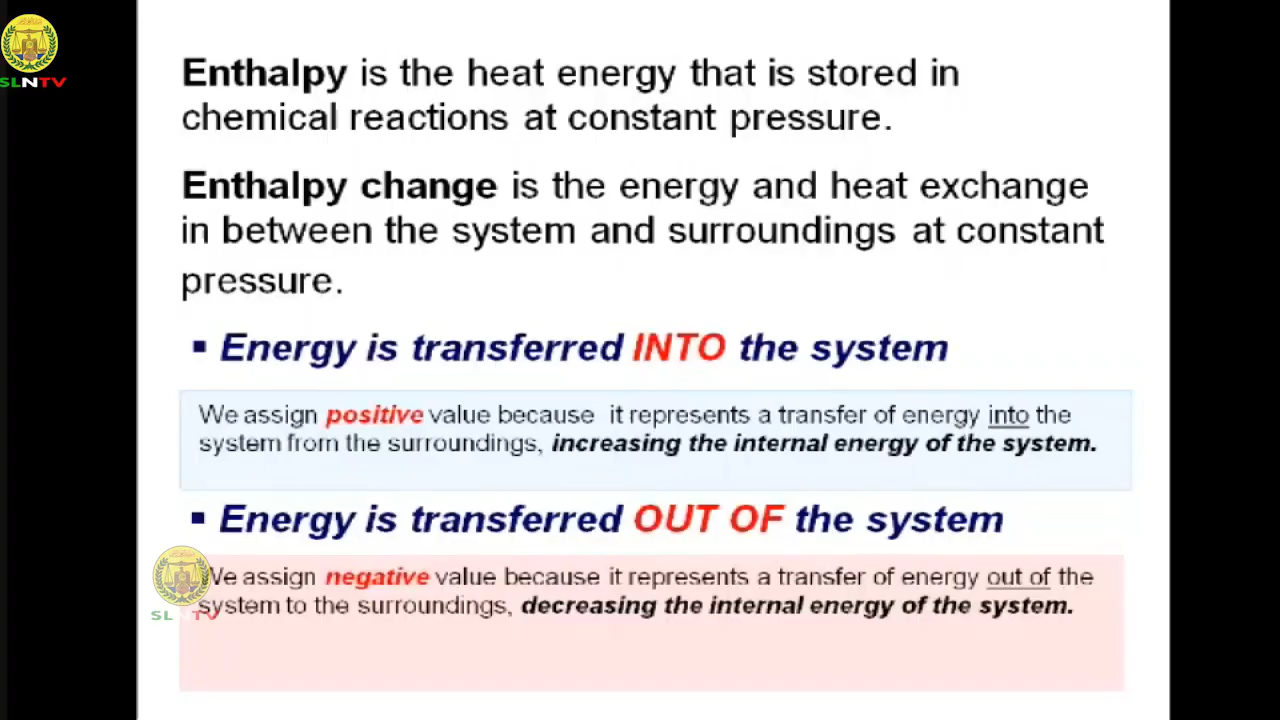 SLNTV
Enthalpy is the heat energy that is stored in
chemical reactions at constant pressure.
Enthalpy change is the energy and heat exchange
in between the system and surroundings at constant
pressure.
▪ Energy is transferred INTO the system
We assign positive value because it represents a transfer of energy into the
system from the surroundings, increasing the internal energy of the system.
▪ Energy is transferred OUT OF the system
We assign negative value because it represents a transfer of energy out of the
system to the surroundings, decreasing the internal energy of the system.
SLNTV